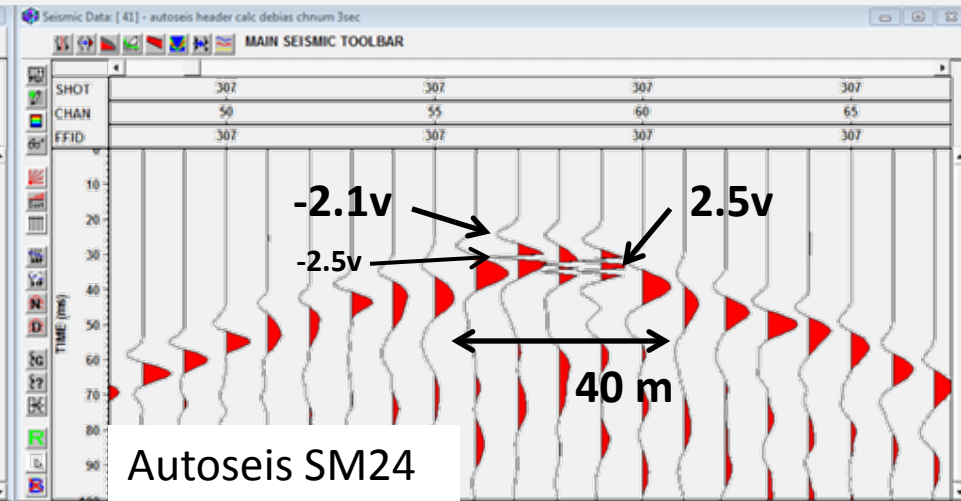 Seismic Data: [ 41] - autoseis header calc debias chnum 3sec
MAIN SEISMIC TOOLBAR
SHOT 307 307 307 307
CHAN 50 55 60 65
FFID 307 307 307 307
10
-2.1v 2.5v
20
30
-2.5v
40
50
TIME (ms)
60
40 m
70
80
90
Autoseis SM24